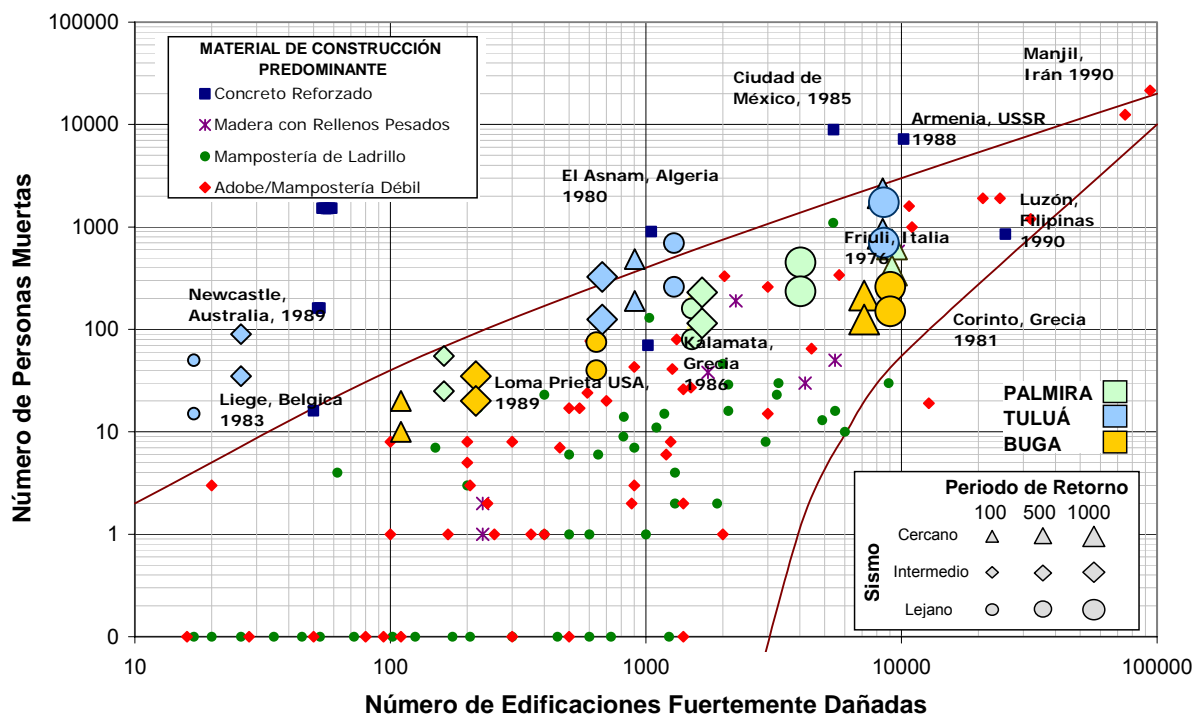 Número de Personas Muertas
100000
10000
1000
100
10
1
0
MATERIAL DE CONSTRUCCIÓN
PREDOMINANTE
Concreto Reforzado
Madera con Rellenos Pesados
Mampostería de Ladrillo
Adobe/Mampostería Débil
Ciudad de
México, 1985
Manjil,
Irán 1990
Armenia, USSR
1988
El Asnam, Algeria
1980
Luzón,
Filipinas
1990
Friuli, Italia
1976
Newcastle,
Australia, 1989
Corinto, Grecia
1981
Kalamata,
Grecia
1986
Loma Prieta USA,
1989
Liege, Belgica
1983
PALMIRA
TULUÁ
BUGA
Periodo de Retorno
100 500 1000
Sismo
Cercano
Intermedio
Lejano
10 100 1000 10000 100000
Número de Edificaciones Fuertemente Dañadas